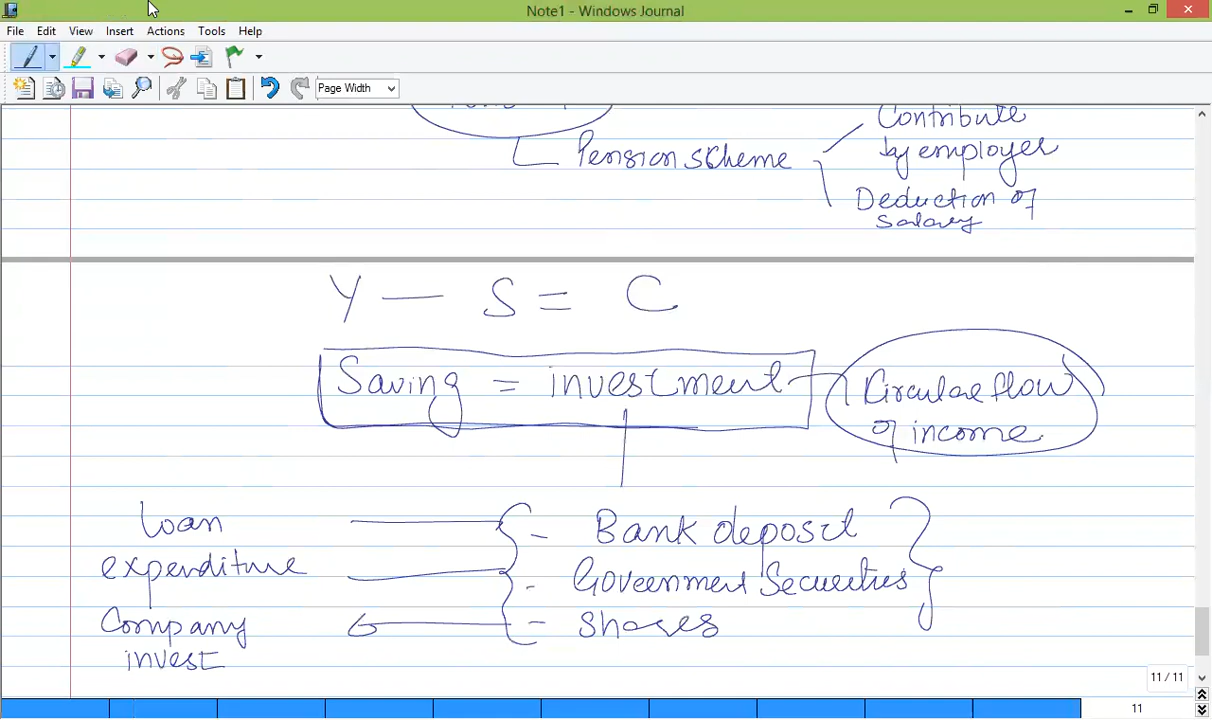 Note1 - Windows Journal
File Edit View Insert Actions Tools Help
Page Width
Contribute
Pension scheme by employer
Deduction of
Salary
Y — S = C
Saving = investment Circular flow
of income
loan - Bank deposit
expenditure - Government Securities
Company - Shares
invest
11 / 11
11